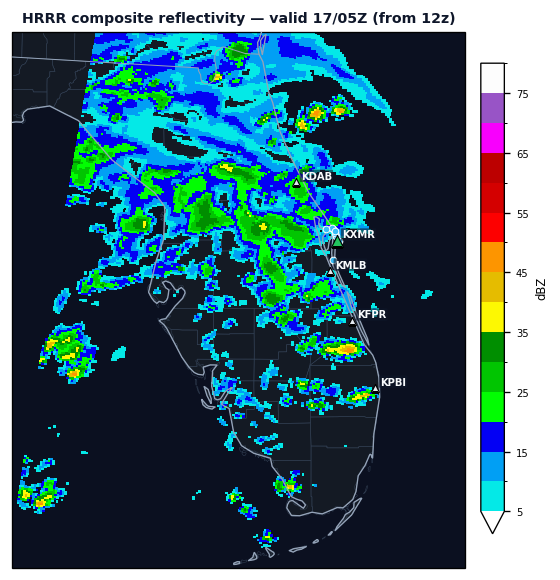 HRRR composite reflectivity — valid 17/05Z (from 12z)
KDAB
KXMR
KMLB
KFPR
KPBI
75
65
55
45
35
25
15
5
dBZ